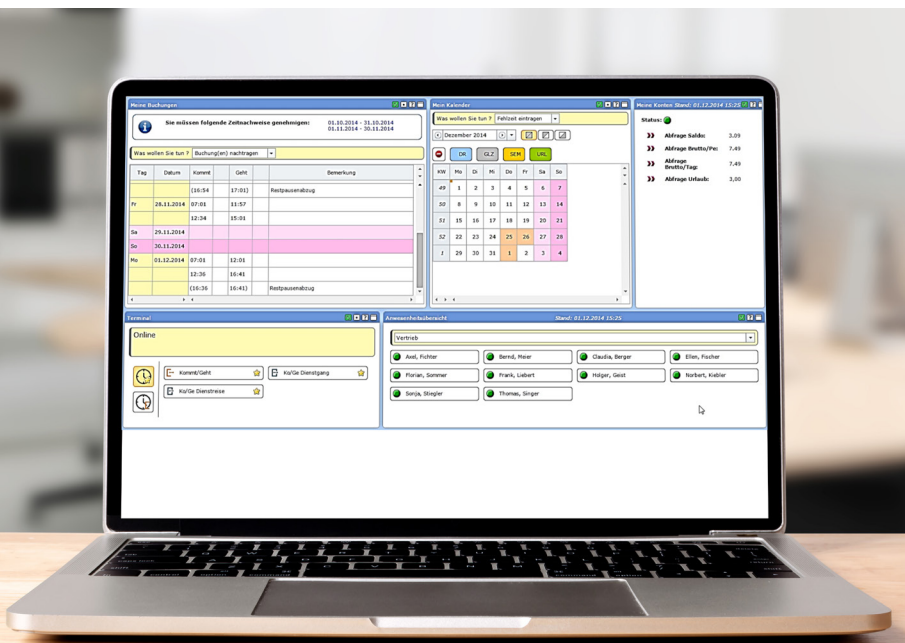 Meine Buchungen
Sie müssen folgende Zeitnachweise genehmigen: 01.10.2014 - 31.10.2014
01.11.2014 - 30.11.2014
Was wollen Sie tun ? Buchung(en) nachtragen
Tag Datum Kommt Geht Bemerkung
(16:54 17:01) Restpausenabzug
Fr 28.11.2014 07:01 11:57
12:34 15:01
Sa 29.11.2014
So 30.11.2014
Mo 01.12.2014 07:01 12:01
12:36 16:41
(16:36 16:41) Restpausenabzug
Mein Kalender
Was wollen Sie tun ? Fehlzeit eintragen
Dezember 2014
DR GLZ SEM URL
KW Mo Di Mi Do Fr Sa So
49 1 2 3 4 5 6 7
50 8 9 10 11 12 13 14
51 15 16 17 18 19 20 21
52 22 23 24 25 26 27 28
1 29 30 31 1 2 3 4
Meine Konten Stand: 01.12.2014 15:25
Status:
Abfrage Saldo: 3,09
Abfrage Brutto/Pe: 7.49
Abfrage Brutto/Tag: 7.49
Abfrage Urlaub: 3,00
Terminal
Online
Kommt/Geht Ko/Ge Dienstgang
Ko/Ge Dienstreise
Anwesenheitsübersicht Stand: 01.12.2014 15:25
Vertrieb
Axel, Fichter Bernd, Meier Claudia, Berger Ellen, Fischer
Florian, Sommer Frank, Liebert Holger, Geist Norbert, Kiebler
Sonja, Stiegler Thomas, Singer